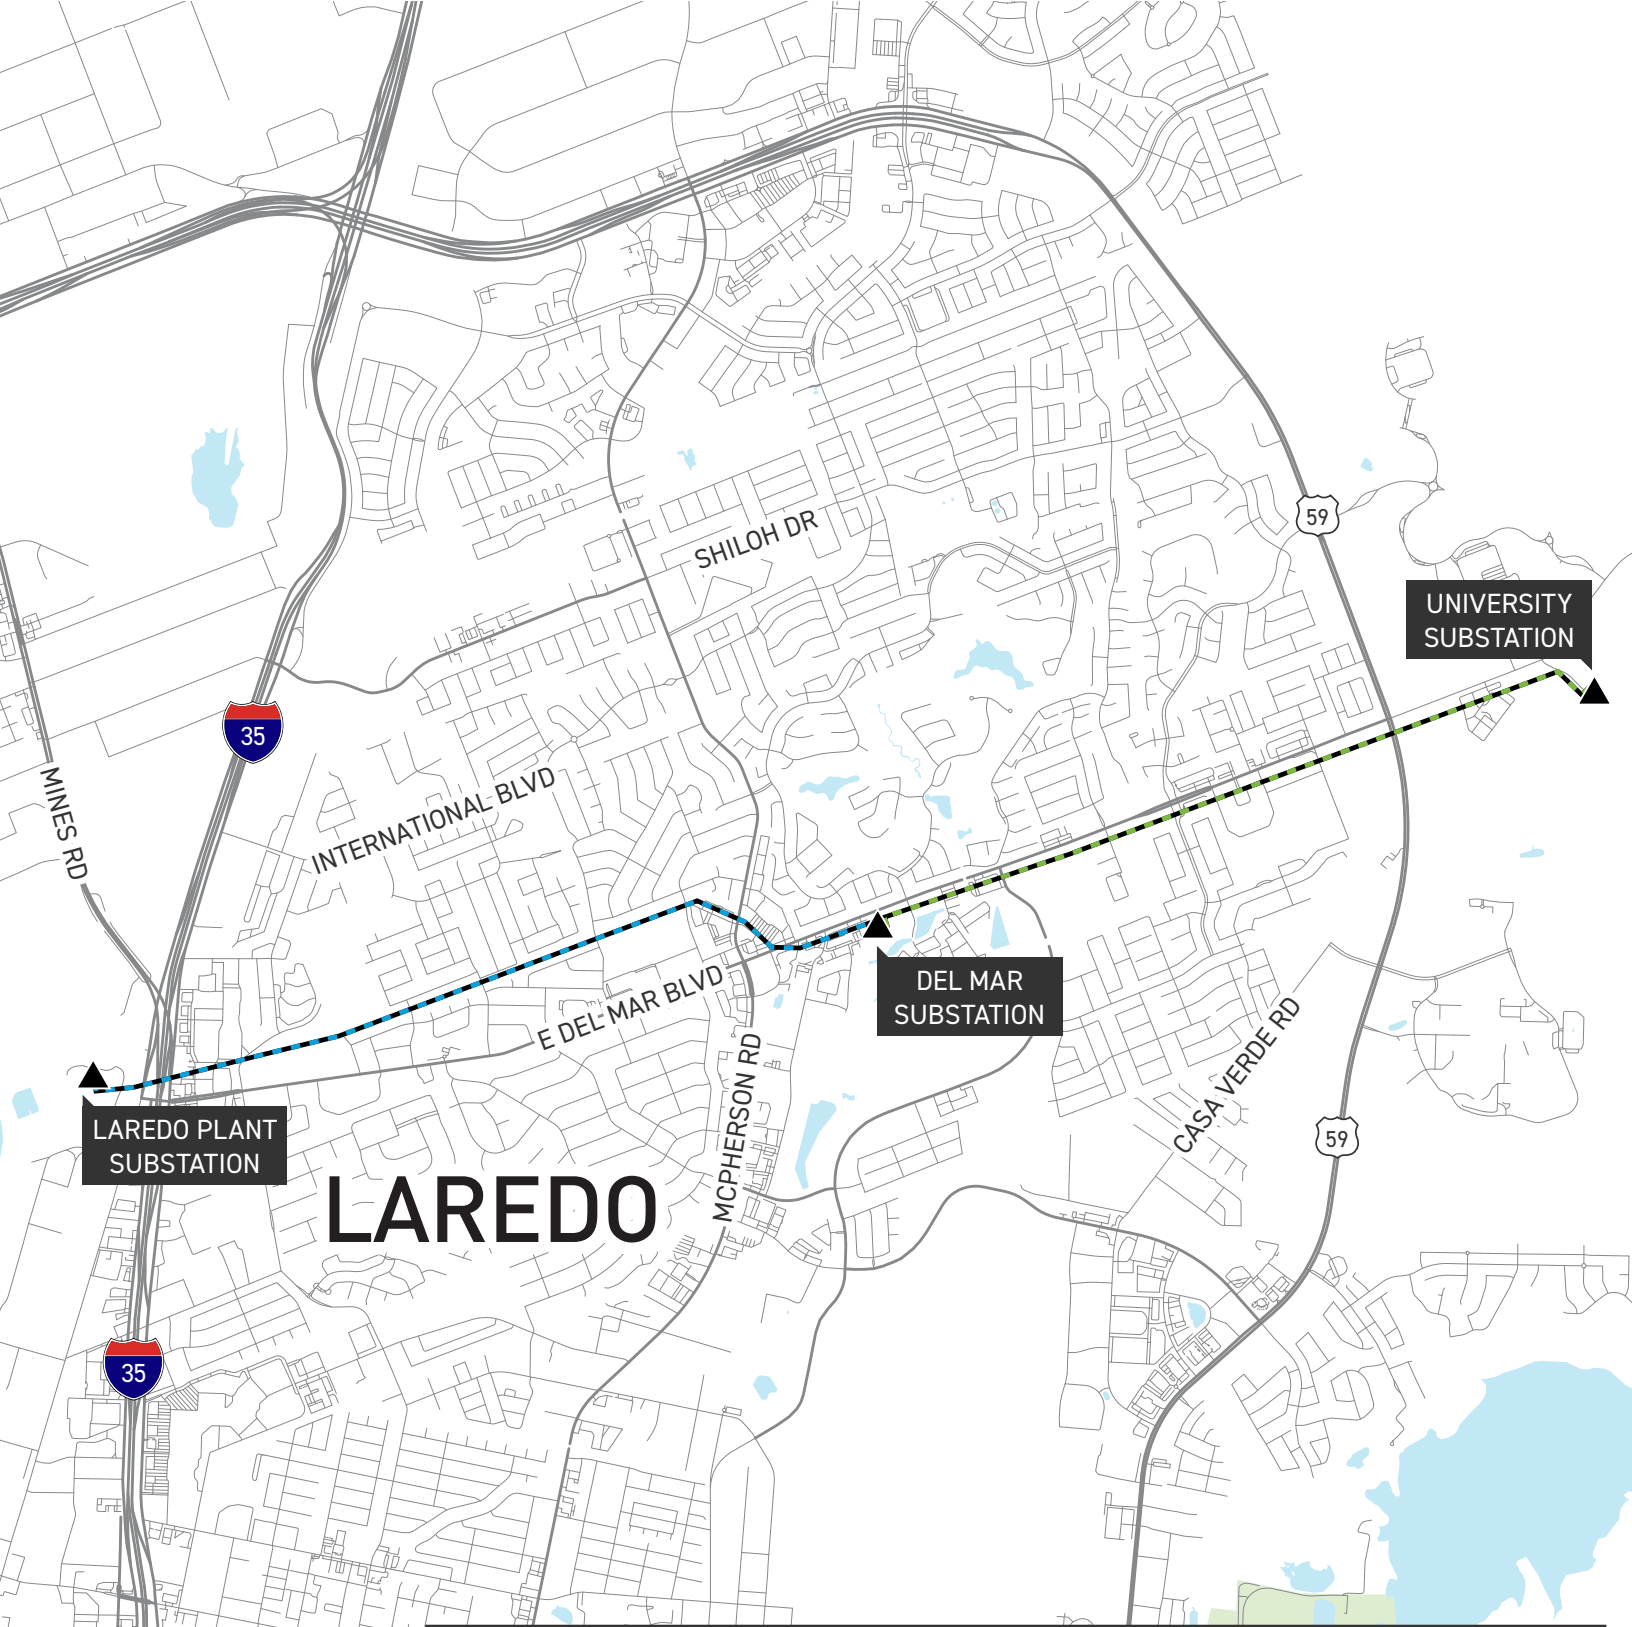 59
SHILOH DR
UNIVERSITY
SUBSTATION
35
MINES RD
INTERNATIONAL BLVD
E DEL MAR BLVD
DEL MAR
SUBSTATION
CASA VERDE RD
MCPHERSON RD
LAREDO PLANT
SUBSTATION
59
LAREDO
35